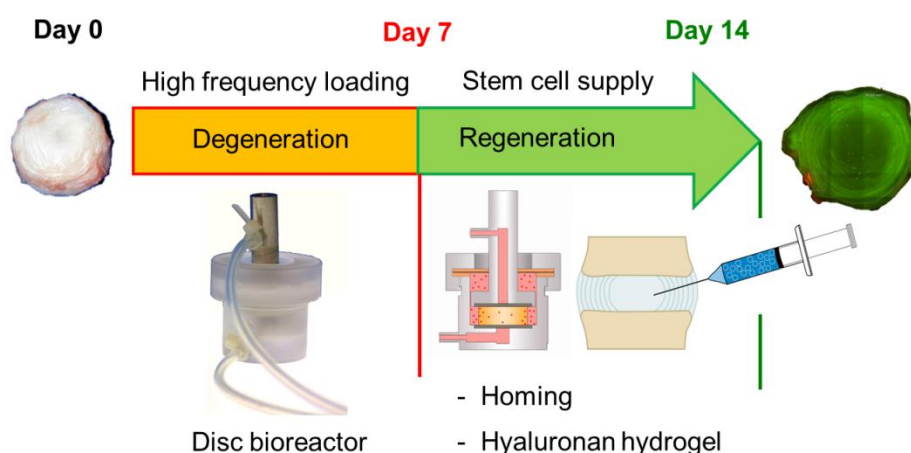 Day 0
Day 7
Day 14
High frequency loading
Stem cell supply
Degeneration
Regeneration
- Homing
Disc bioreactor
- Hyaluronan hydrogel